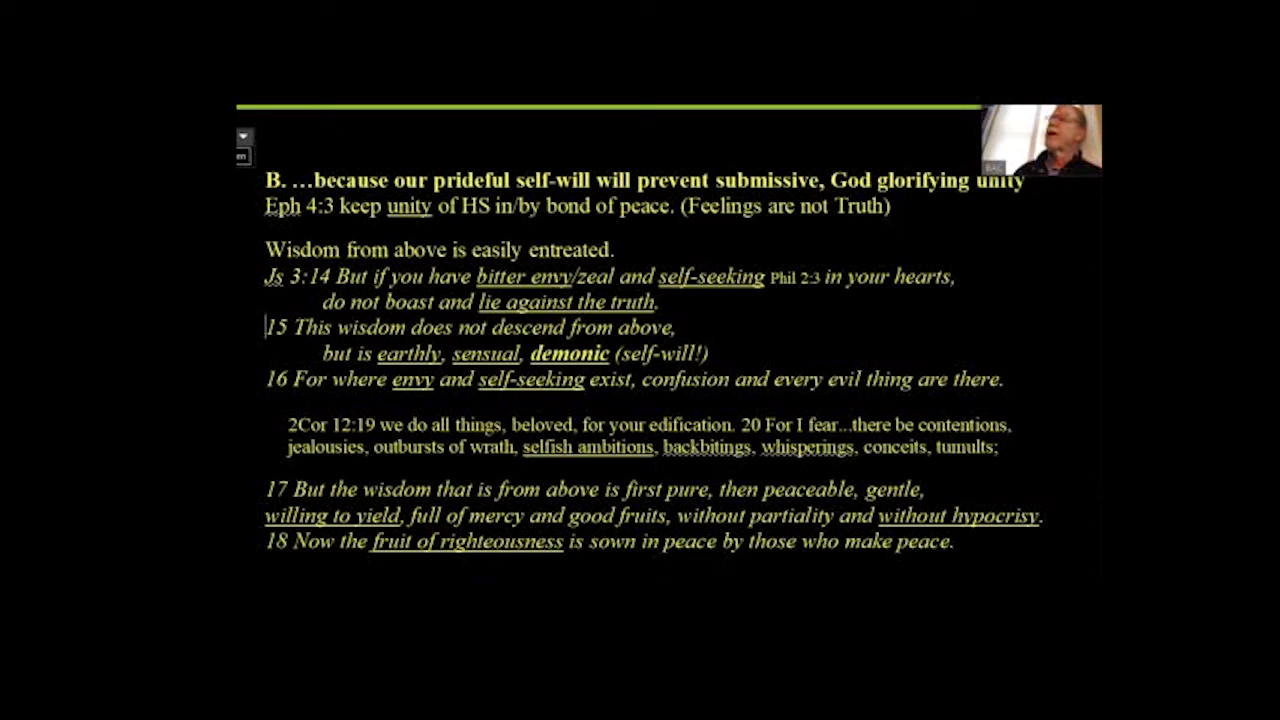 B. …because our prideful self-will will prevent submissive, God glorifying unity
Eph 4:3 keep unity of HS in/by bond of peace. (Feelings are not Truth)
Wisdom from above is easily entreated.
Js 3:14 But if you have bitter envy/zeal and self-seeking Phil 2:3 in your hearts,
do not boast and lie against the truth.
15 This wisdom does not descend from above,
but is earthly, sensual, demonic (self-will!)
16 For where envy and self-seeking exist, confusion and every evil thing are there.
2Cor 12:19 we do all things, beloved, for your edification. 20 For I fear...there be contentions,
jealousies, outbursts of wrath, selfish ambitions, backbitings, whisperings, conceits, tumults;
17 But the wisdom that is from above is first pure, then peaceable, gentle,
willing to yield, full of mercy and good fruits, without partiality and without hypocrisy.
18 Now the fruit of righteousness is sown in peace by those who make peace.